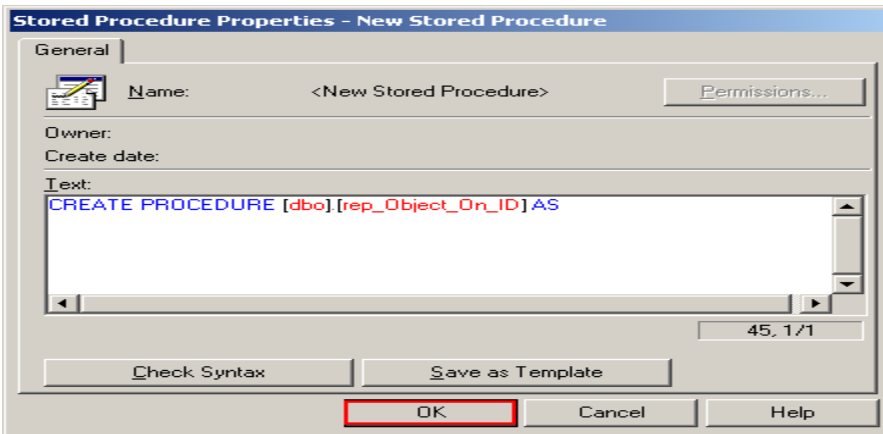 Stored Procedure Properties - New Stored Procedure
General
Name: <New Stored Procedure> Permissions...
Owner:
Create date:
Text:
CREATE PROCEDURE [dbo].[rep_Object_On_ID] AS
45, 1/1
Check Syntax Save as Template
OK Cancel Help